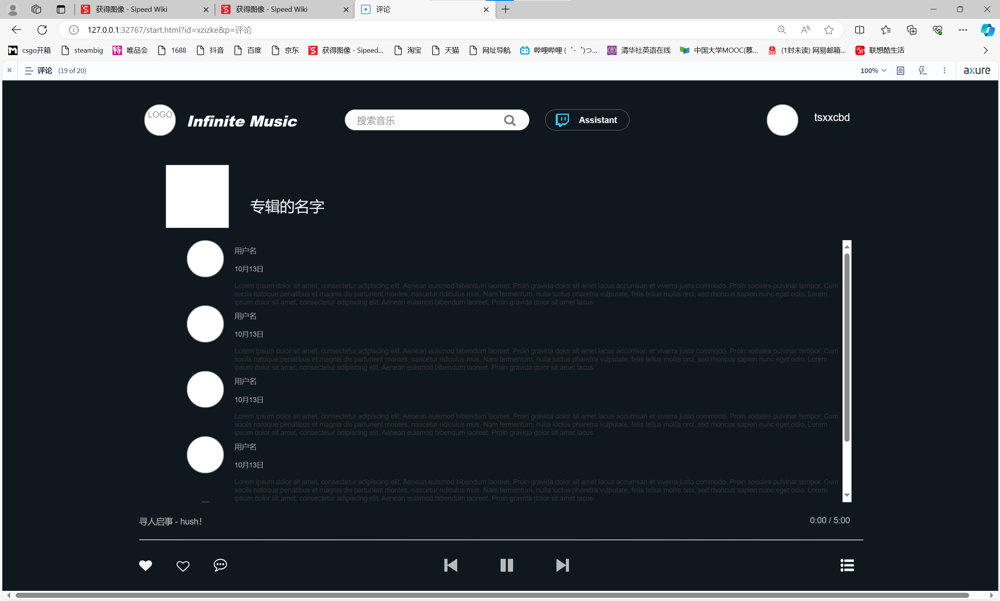 获得图像 - Sipeed Wiki
获得图像 - Sipeed Wiki
评论
127.0.0.1:32767/start.html?id=xzizke&p=评论
csgo开箱
steambig
唯品会
1688
抖音
百度
京东
获得图像 - Sipeed...
淘宝
天猫
网址导航
哔哩哔哩 (゜-゜)つ...
清华社英语在线
中国大学MOOC(慕...
(1封未读) 网易邮箱...
联想酷生活
评论 (19 of 20)
100%
axure
LOGO
Infinite Music
搜索音乐
Assistant
tsxxcbd
专辑的名字
用户名
10月13日
Lorem ipsum dolor sit amet, consectetur adipiscing elit. Aenean euismod bibendum laoreet. Proin gravida dolor sit amet lacus accumsan et viverra justo commodo. Proin sodales pulvinar tempor. Cum
sociis natoque penatibus et magnis dis parturient montes, nascetur ridiculus mus. Nam fermentum, nulla luctus pharetra vulputate, felis tellus mollis orci, sed rhoncus sapien nunc eget odio. Lorem
ipsum dolor sit amet, consectetur adipiscing elit. Aenean euismod bibendum laoreet. Proin gravida dolor sit amet lacus
用户名
10月13日
Lorem ipsum dolor sit amet, consectetur adipiscing elit. Aenean euismod bibendum laoreet. Proin gravida dolor sit amet lacus accumsan et viverra justo commodo. Proin sodales pulvinar tempor. Cum
sociis natoque penatibus et magnis dis parturient montes, nascetur ridiculus mus. Nam fermentum, nulla luctus pharetra vulputate, felis tellus mollis orci, sed rhoncus sapien nunc eget odio. Lorem
ipsum dolor sit amet, consectetur adipiscing elit. Aenean euismod bibendum laoreet. Proin gravida dolor sit amet lacus
用户名
10月13日
Lorem ipsum dolor sit amet, consectetur adipiscing elit. Aenean euismod bibendum laoreet. Proin gravida dolor sit amet lacus accumsan et viverra justo commodo. Proin sodales pulvinar tempor. Cum
sociis natoque penatibus et magnis dis parturient montes, nascetur ridiculus mus. Nam fermentum, nulla luctus pharetra vulputate, felis tellus mollis orci, sed rhoncus sapien nunc eget odio. Lorem
ipsum dolor sit amet, consectetur adipiscing elit. Aenean euismod bibendum laoreet. Proin gravida dolor sit amet lacus
用户名
10月13日
Lorem ipsum dolor sit amet, consectetur adipiscing elit. Aenean euismod bibendum laoreet. Proin gravida dolor sit amet lacus accumsan et viverra justo commodo. Proin sodales pulvinar tempor. Cum
sociis natoque penatibus et magnis dis parturient montes, nascetur ridiculus mus. Nam fermentum, nulla luctus pharetra vulputate, felis tellus mollis orci, sed rhoncus sapien nunc eget odio. Lorem
ipsum dolor sit amet, consectetur adipiscing elit. Aenean euismod bibendum laoreet. Proin gravida dolor sit amet lacus
寻人启事 - hush！
0:00 / 5:00